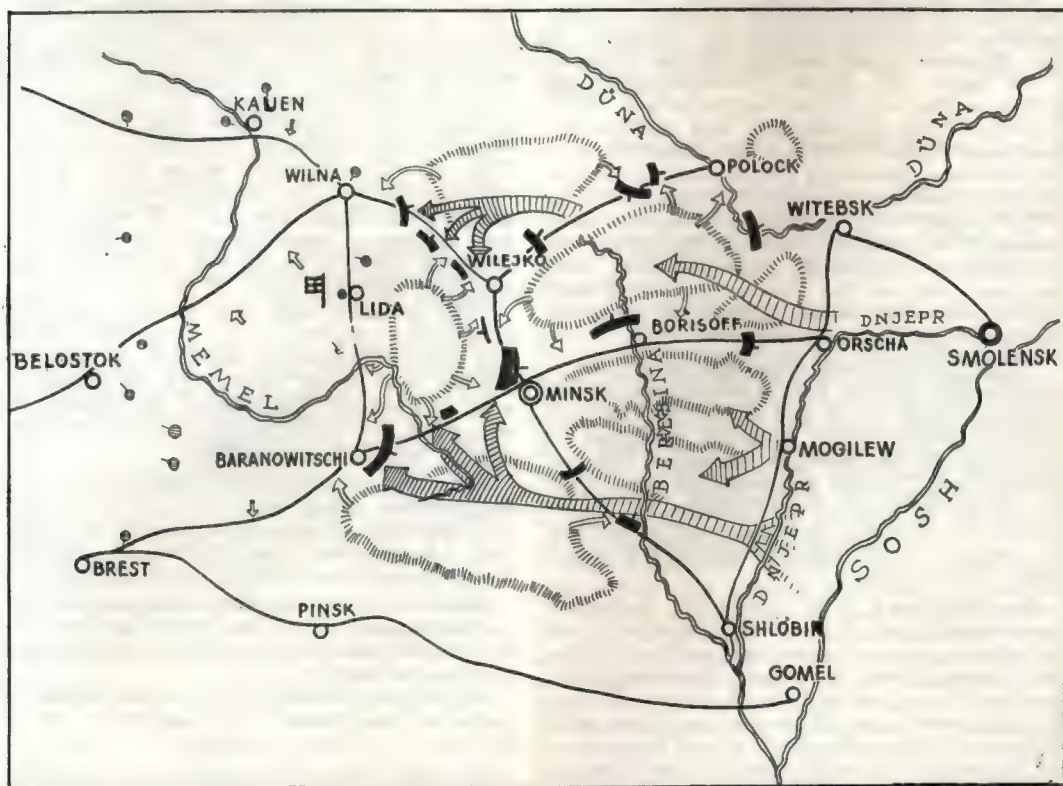 DÜNA
KAUEN
POLOCK
DÜNA
WILNA
WITEBSK
WILEJKO
LIDA
BORISOFF
DNJEPR
ORSCHA
SMOLENSK
BELOSTOK
MEMEL
MINSK
BERESINA
MOGILEW
BARANOWITSCHI
DNJEPR
SOSH
BREST
PINSK
SHLOBIN
GOMEL